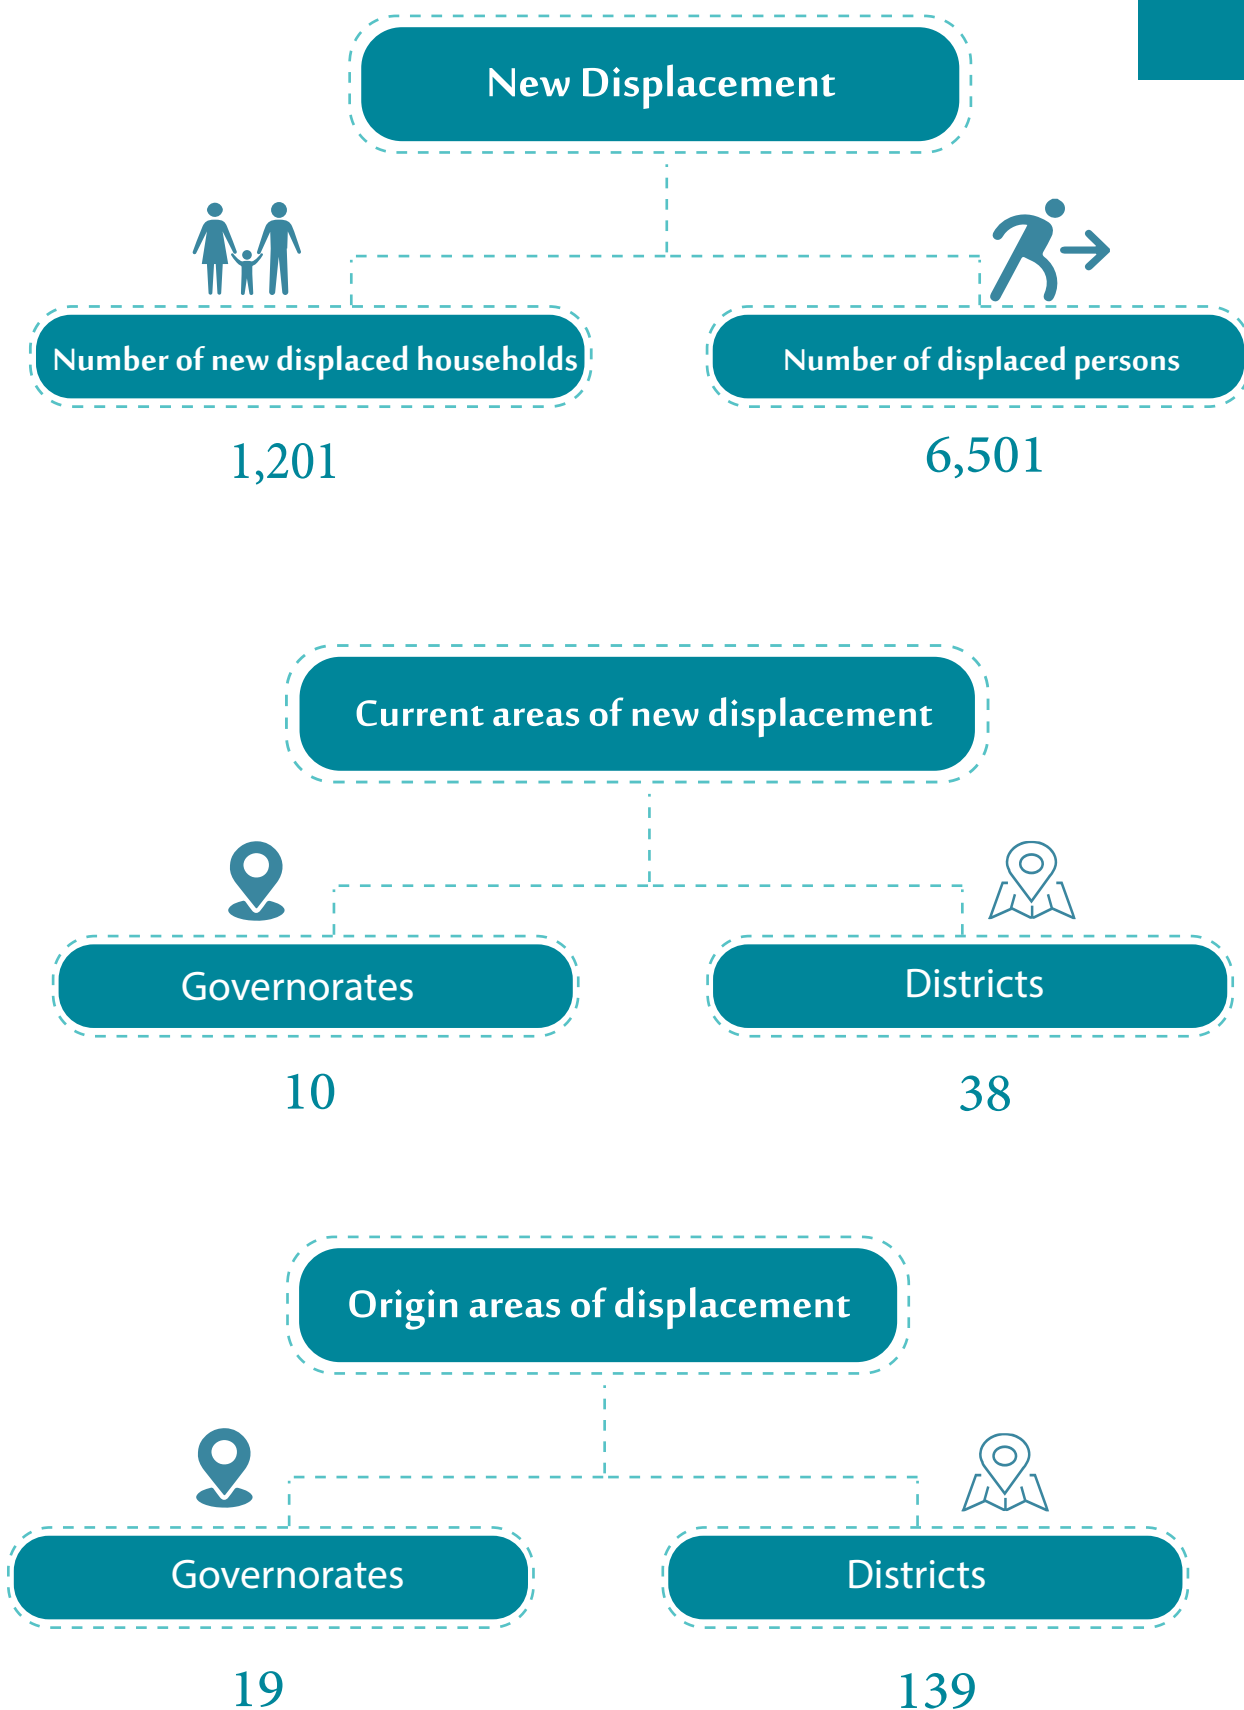 New Displacement
Number of new displaced households
Number of displaced persons
1,201
6,501
Current areas of new displacement
Governorates
Districts
10
38
Origin areas of displacement
Governorates
Districts
19
139